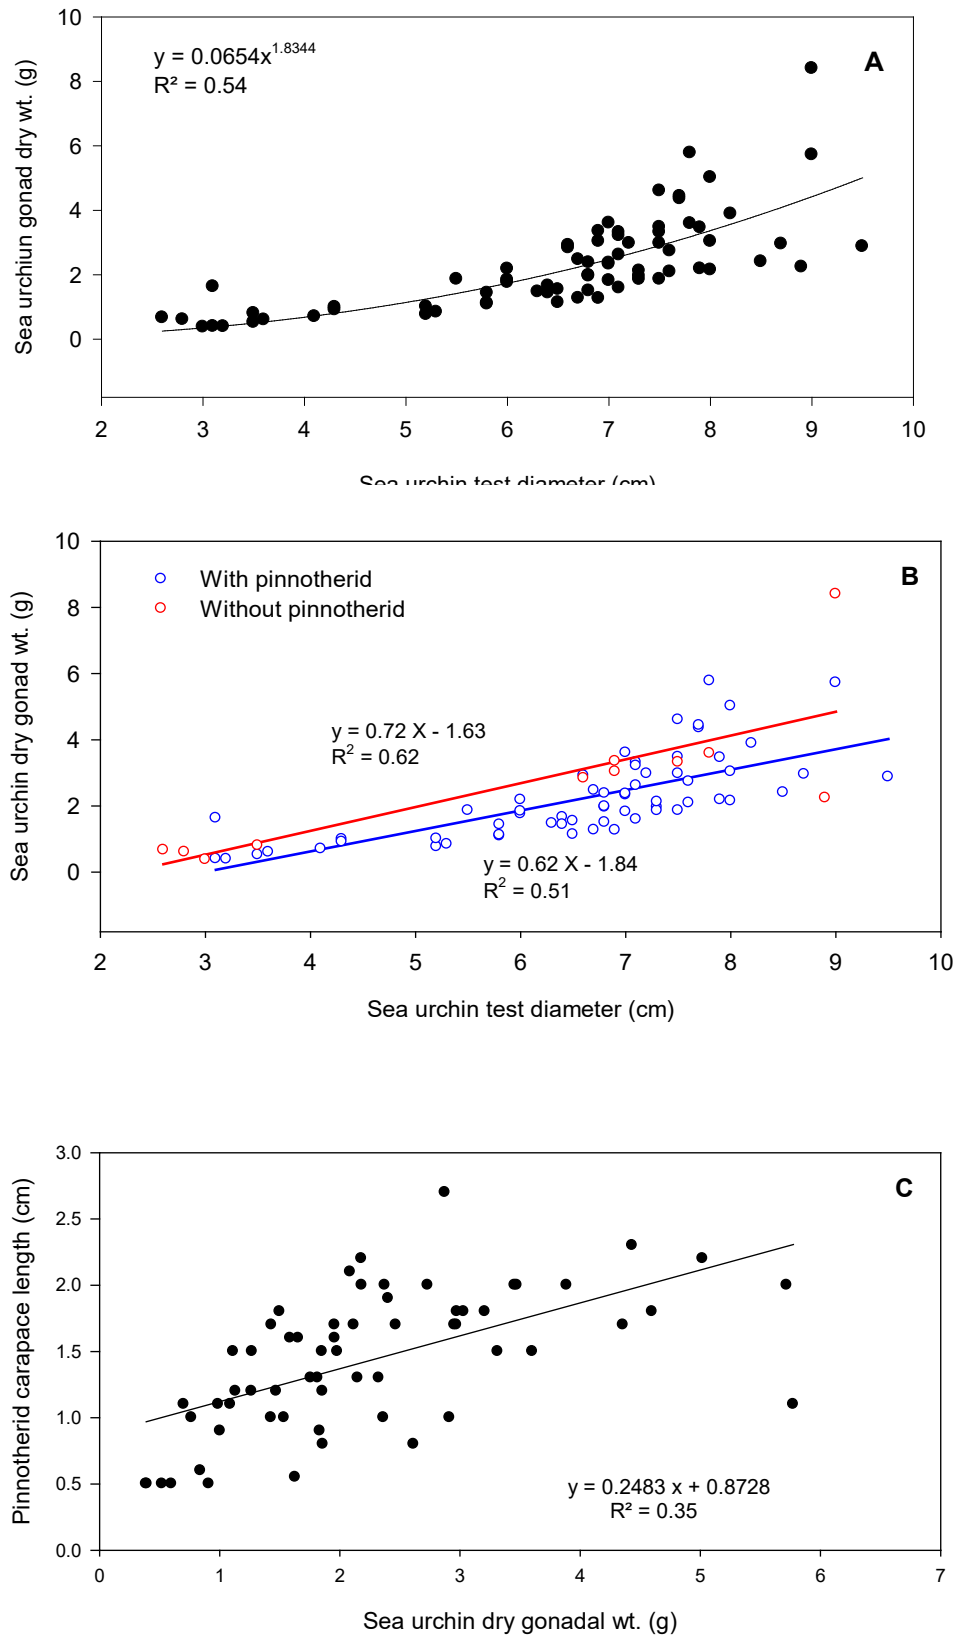 10
8
6
4
2
0
Sea urchiun gonad dry wt. (g)
y = 0.0654x^1.8344
R² = 0.54
A
2 3 4 5 6 7 8 9 10
Sea urchin test diameter (cm)
10
8
6
4
2
0
Sea urchin dry gonad wt. (g)
With pinnotherid
Without pinnotherid
B
y = 0.72 X - 1.63
R² = 0.62
y = 0.62 X - 1.84
R² = 0.51
2 3 4 5 6 7 8 9 10
Sea urchin test diameter (cm)
3.0
2.5
2.0
1.5
1.0
0.5
0.0
Pinnotherid carapace length (cm)
C
y = 0.2483 x + 0.8728
R² = 0.35
0 1 2 3 4 5 6 7
Sea urchin dry gonadal wt. (g)